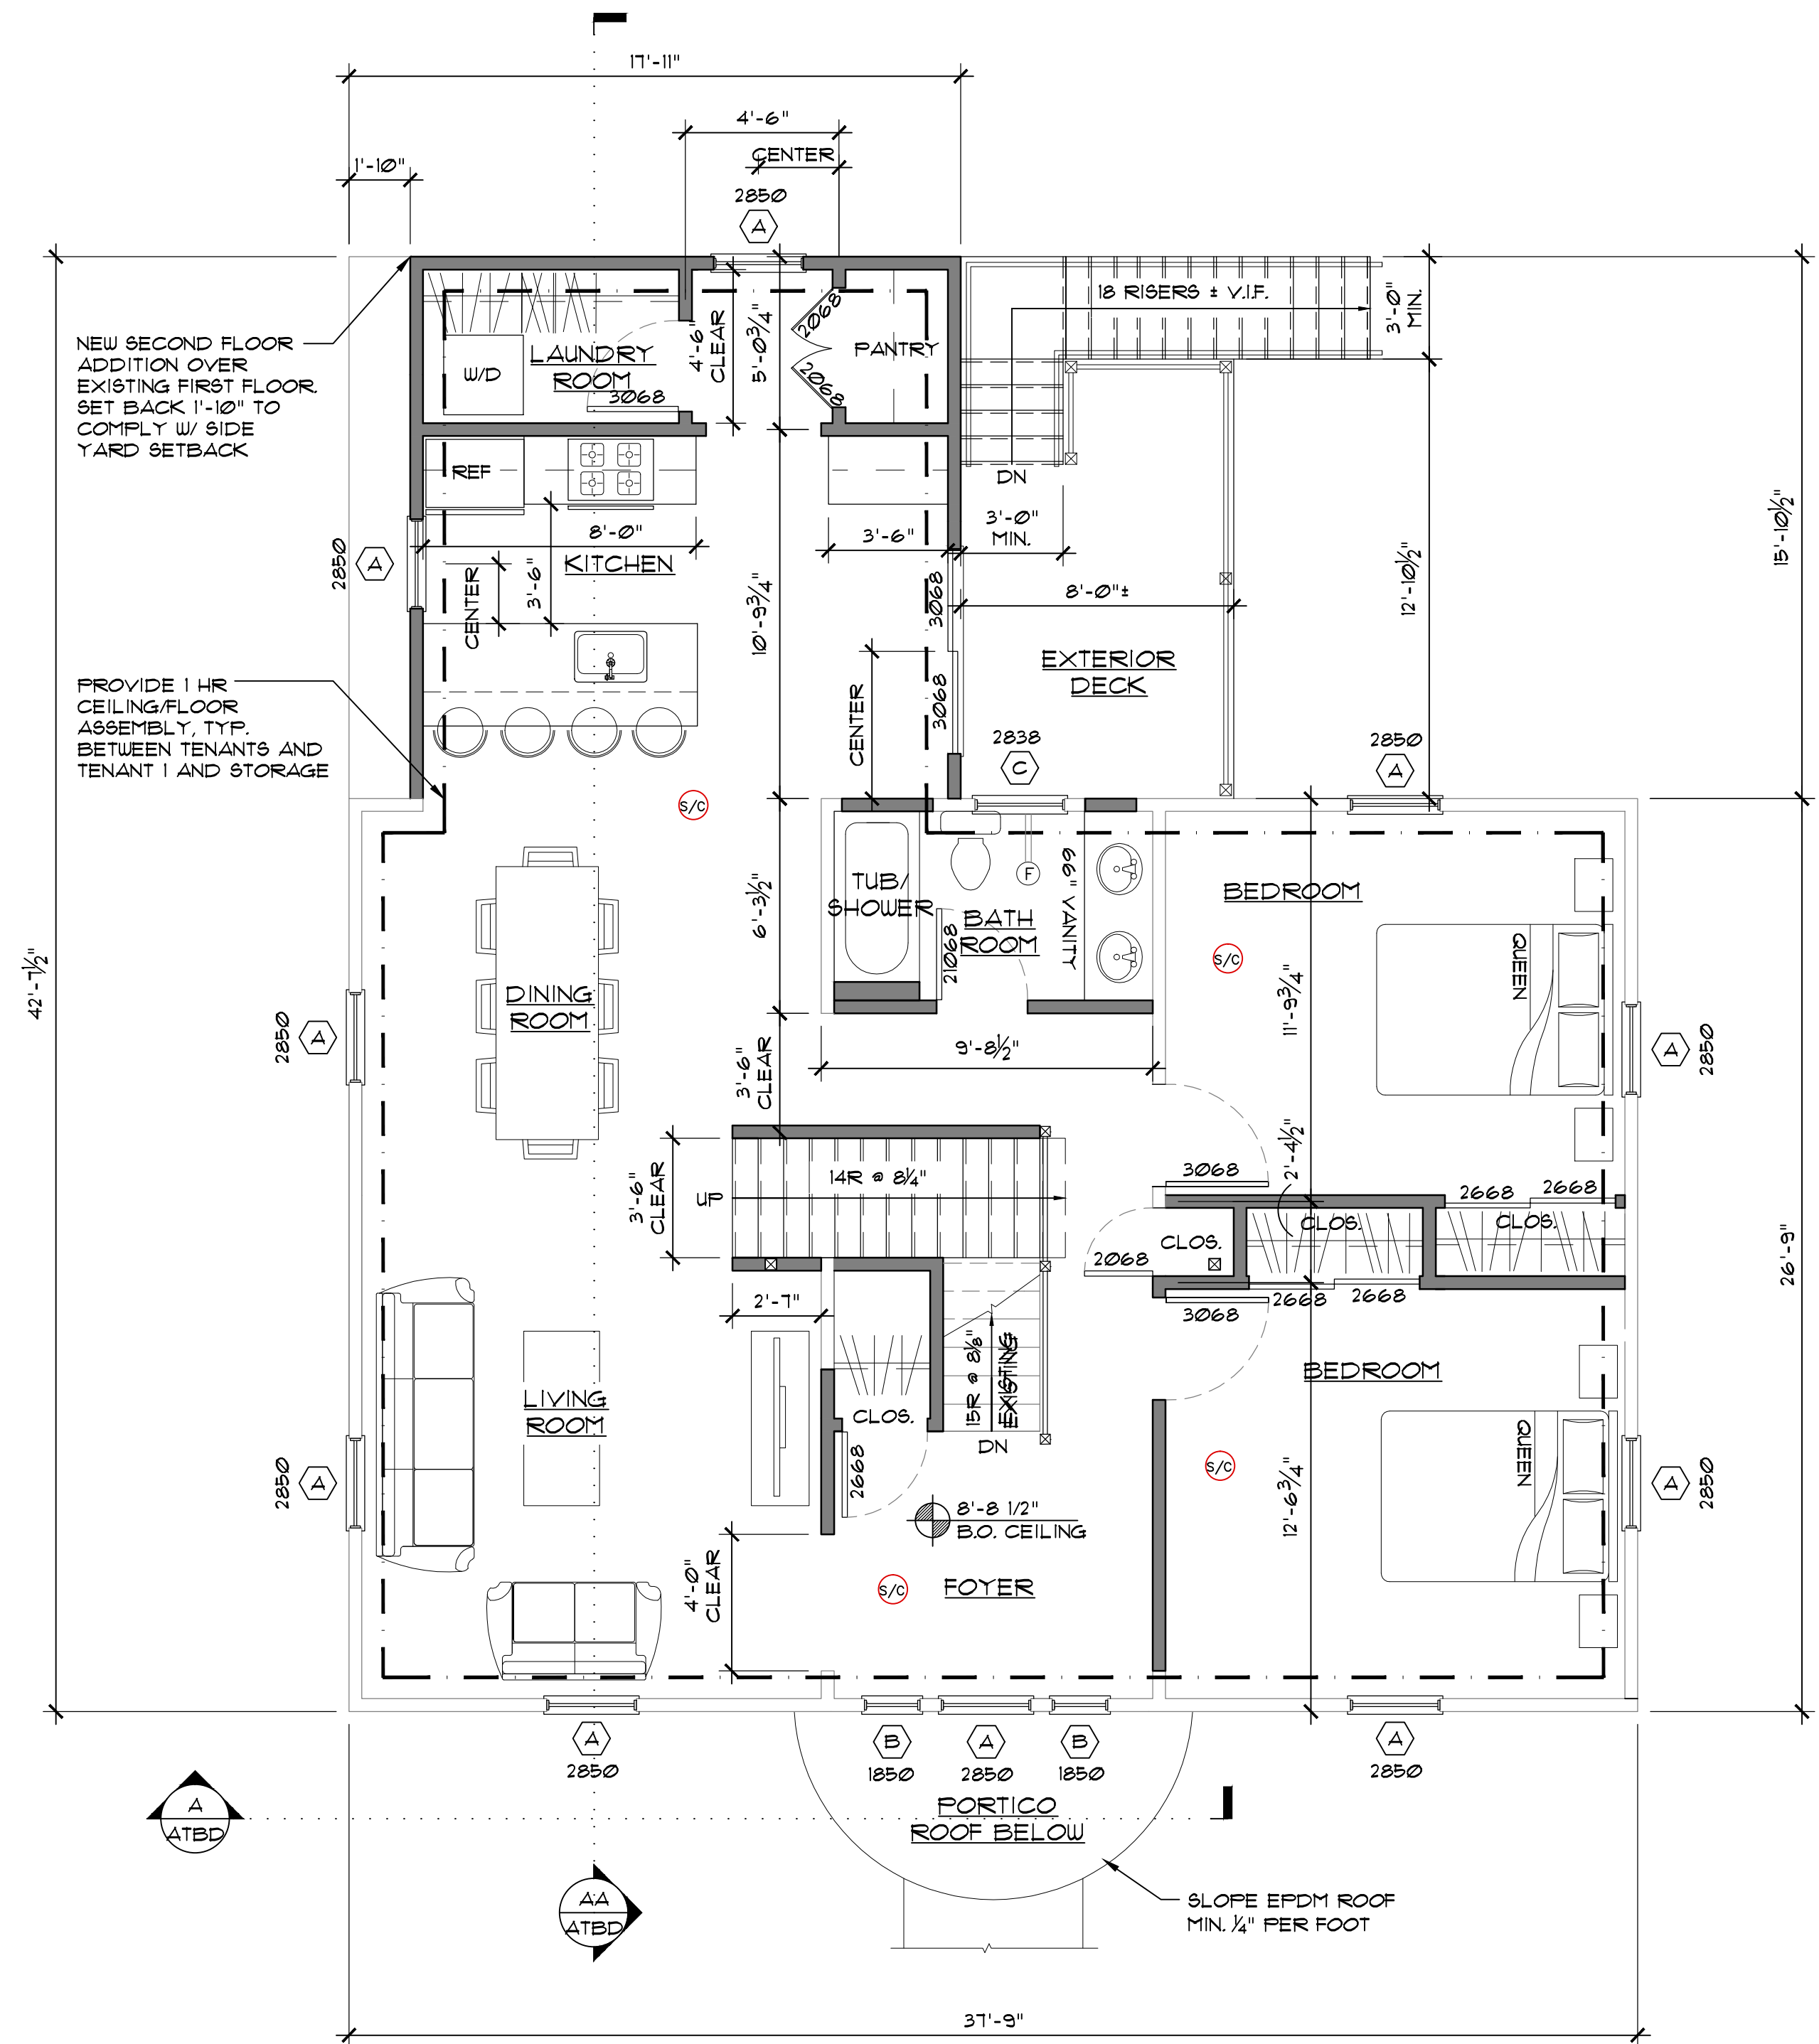 17'-11"
4'-6"
CENTER
1'-10"
2850
A
NEW SECOND FLOOR
ADDITION OVER
EXISTING FIRST FLOOR.
SET BACK 1'-10" TO
COMPLY W/ SIDE
YARD SETBACK
LAUNDRY
ROOM
W/D
3068
4'-6"
CLEAR
5'-0 3/4"
2068
2068
PANTRY
18 RISERS ± V.I.F.
3'-0"
MIN.
DN
REF
8'-0"
KITCHEN
3'-6"
3'-0"
MIN.
2850
A
CENTER
3'-6"
10'-9 3/4"
3068
3068
8'-0"±
12'-10 1/2"
15'-10 1/2"
EXTERIOR
DECK
CENTER
PROVIDE 1 HR
CEILING/FLOOR
ASSEMBLY, TYP.
BETWEEN TENANTS AND
TENANT 1 AND STORAGE
2838
C
2850
A
S/C
TUB/
SHOWER
BATH
ROOM
21068
F
66" VANITY
6'-3 1/2"
BEDROOM
S/C
QUEEN
11'-9 3/4"
42'-7 1/2"
DINING
ROOM
2850
A
A
2850
3'-6"
CLEAR
9'-8 1/2"
3'-6"
CLEAR
UP
14R @ 8 1/4"
3068
2'-4 1/2"
2668
2668
CLOS.
CLOS.
CLOS.
2068
2668
2668
3068
26'-9"
2'-7"
15R @ 8 1/8"
EXISTING
DN
CLOS.
2668
LIVING
ROOM
BEDROOM
QUEEN
S/C
12'-6 3/4"
2850
A
A
2850
8'-8 1/2"
B.O. CEILING
4'-0"
CLEAR
S/C
FOYER
A
2850
B
1850
A
2850
B
1850
A
2850
PORTICO
ROOF BELOW
A
ATBD
AA
ATBD
SLOPE EPDM ROOF
MIN. 1/4" PER FOOT
37'-9"